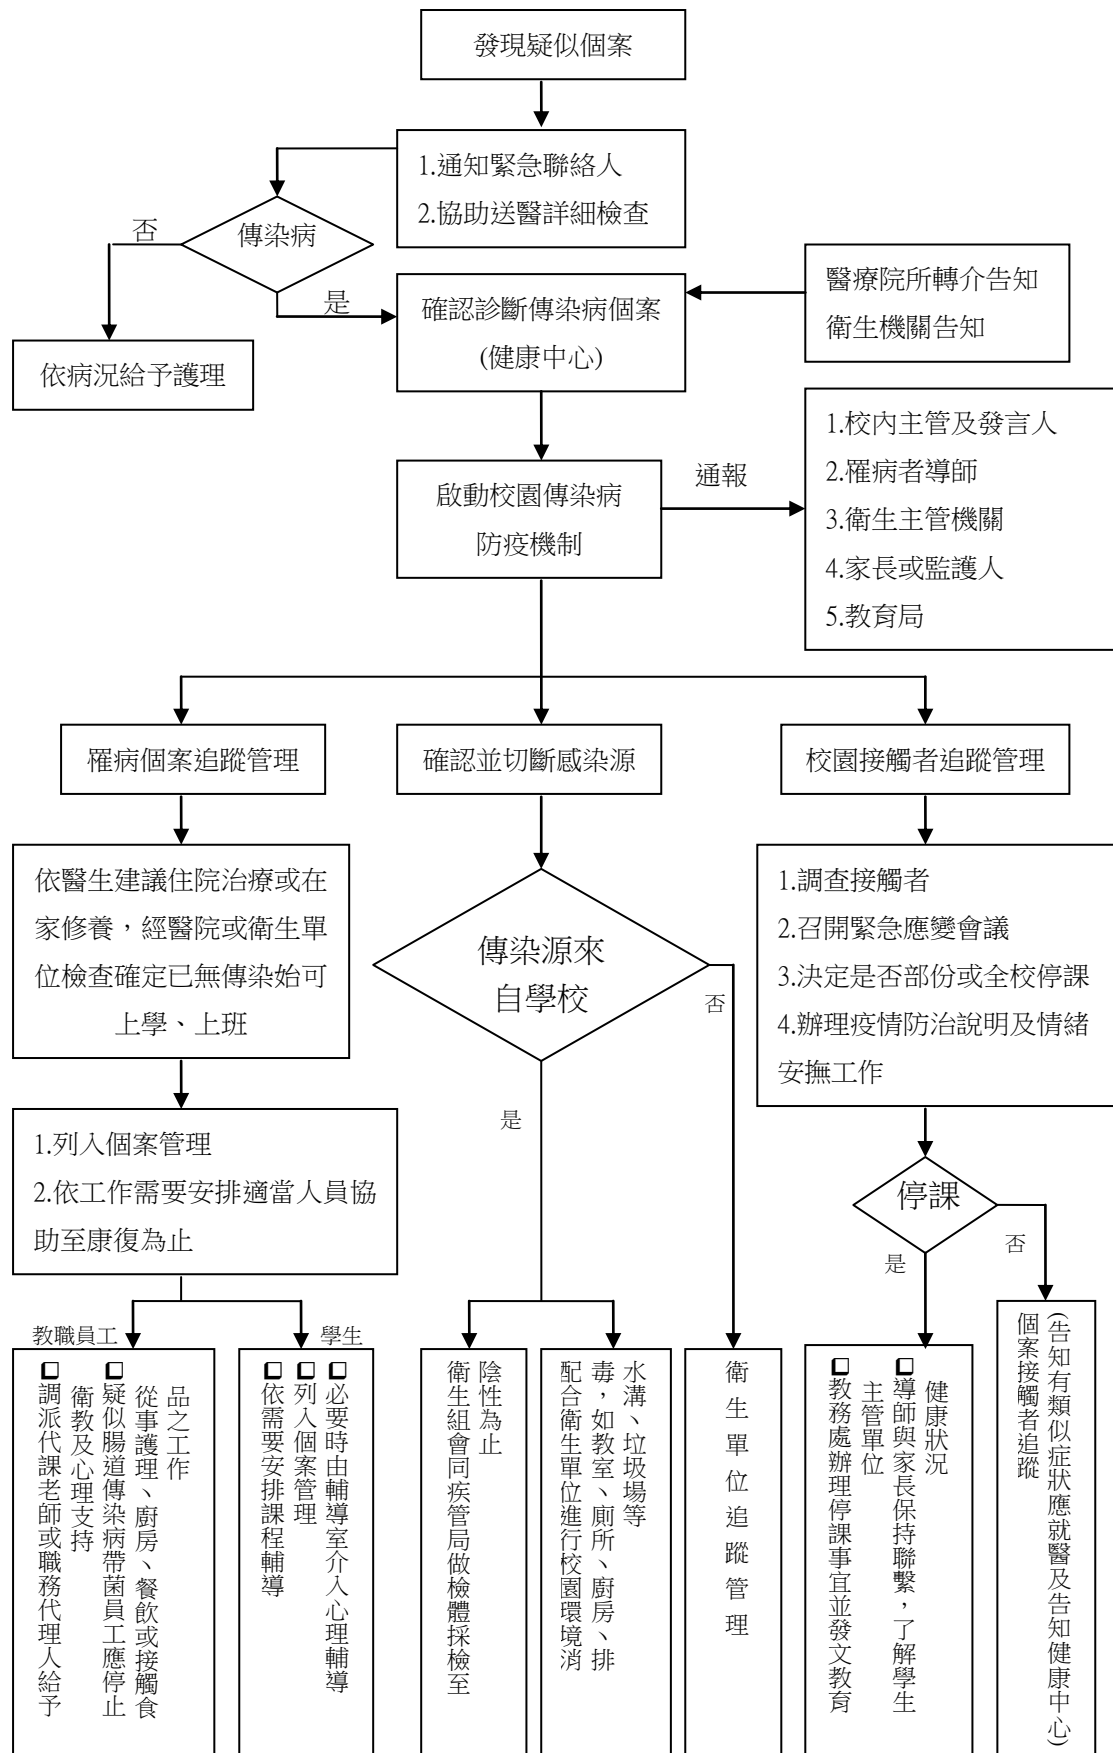 發現疑似個案
1.通知緊急聯絡人
2.協助送醫詳細檢查
否
傳染病
是
依病況給予護理
確認診斷傳染病個案
(健康中心)
醫療院所轉介告知
衛生機關告知
啟動校園傳染病
防疫機制
通報
1.校內主管及發言人
2.罹病者導師
3.衛生主管機關
4.家長或監護人
5.教育局
罹病個案追蹤管理
確認並切斷感染源
校園接觸者追蹤管理
依醫生建議住院治療或在
家修養，經醫院或衛生單
位檢查確定已無傳染始可
上學、上班
傳染源來
自學校
否
是
1.調查接觸者
2.召開緊急應變會議
3.決定是否部份或全校停課
4.辦理疫情防治說明及情緒
安撫工作
1.列入個案管理
2.依工作需要安排適當人員協
助至康復為止
停課
是
否
教職員工
學生
❑調派代課老師或職務代理人給予
衛教及心理支持
❑疑似腸道傳染病帶菌員工應停止
從事護理、廚房、餐飲或接觸食
品之工作
❑依需要安排課程輔導
❑列入個案管理
❑必要時由輔導室介入心理輔導
衛生組會同疾管局做檢體採檢至
陰性為止
配合衛生單位進行校園環境消
毒，如教室、廁所、廚房、排
水溝、垃圾場等
衛生單位追蹤管理
❑教務處辦理停課事宜並發文教育
主管單位
❑導師與家長保持聯繫，了解學生
健康狀況
個案接觸者追蹤
(告知有類似症狀應就醫及告知健康中心)